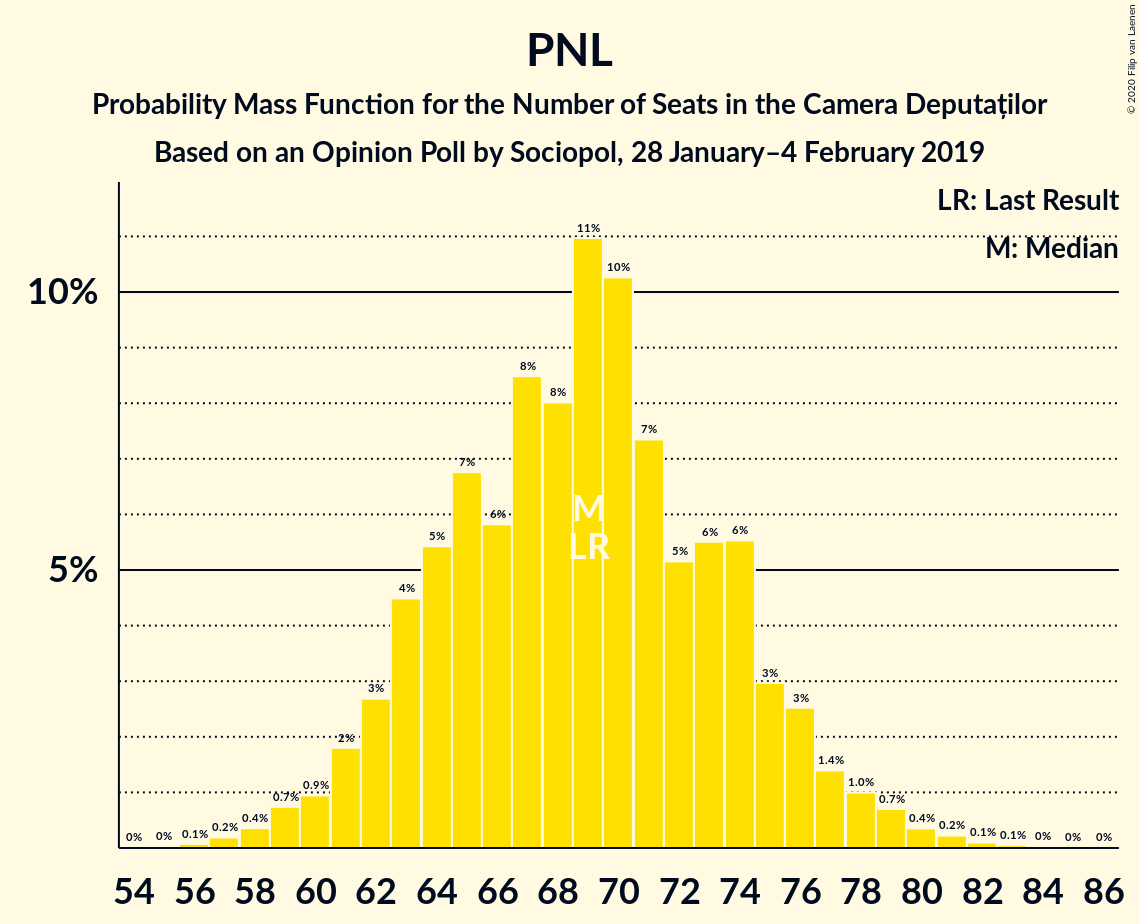 PNL
Probability Mass Function for the Number of Seats in the Camera Deputaților
Based on an Opinion Poll by Sociopol, 28 January–4 February 2019
© 2020 Filip van Laenen
LR: Last Result
M: Median
10%
5%
0% 0% 0.1% 0.2% 0.4% 0.7% 0.9% 2% 3% 4% 5% 7% 6% 8% 8% 11% 10% 7% 5% 6% 6% 3% 3% 1.4% 1.0% 0.7% 0.4% 0.2% 0.1% 0.1% 0% 0% 0%
M
LR
54 56 58 60 62 64 66 68 70 72 74 76 78 80 82 84 86